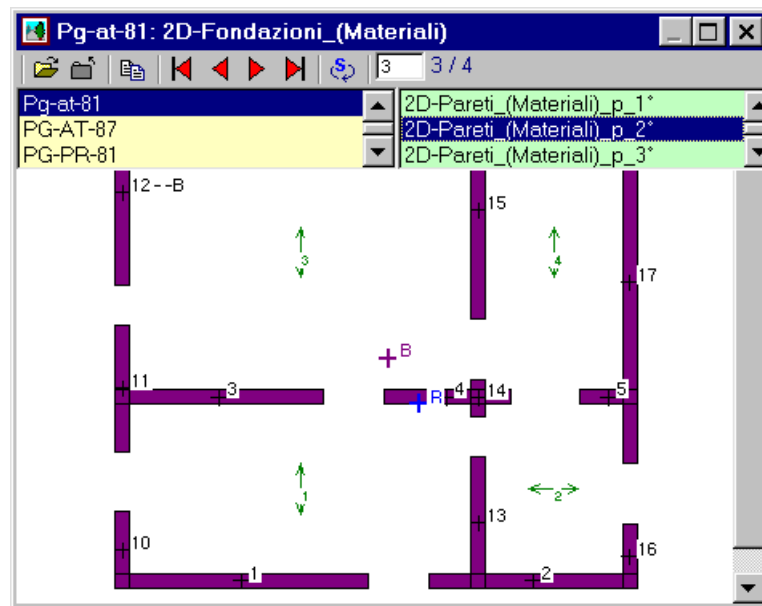 Pg-at-81: 2D-Fondazioni_(Materiali)
S 3 3 / 4
Pg-at-81
PG-AT-87
PG-PR-81
2D-Pareti_(Materiali)_p_1°
2D-Pareti_(Materiali)_p_2°
2D-Pareti_(Materiali)_p_3°
12--B
15
3
4
17
B
11
3
R
4
14
5
1
2
13
10
16
1
2